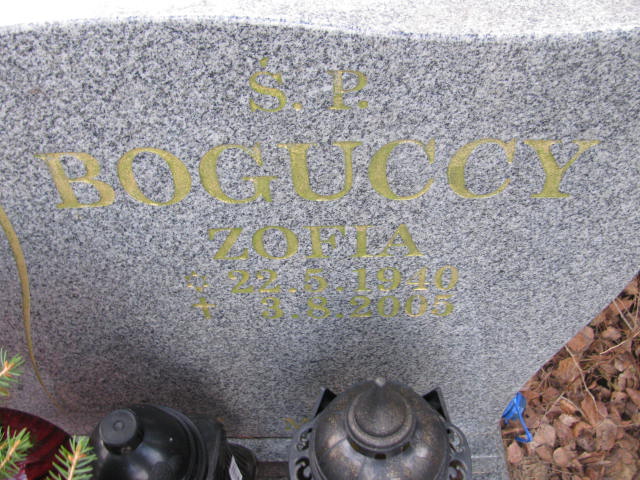 Ś. P.
BOGUCCY
ZOFIA
✩ 22.5.1940
+ 3.8.2005